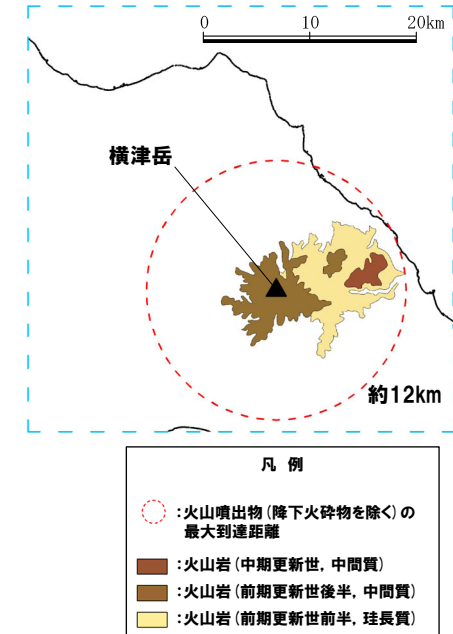 0 10 20km
横津岳
約12km
凡 例
:火山噴出物(降下火砕物を除く)の
最大到達距離
:火山岩(中期更新世, 中間質)
:火山岩(前期更新世後半, 中間質)
:火山岩(前期更新世前半, 珪長質)